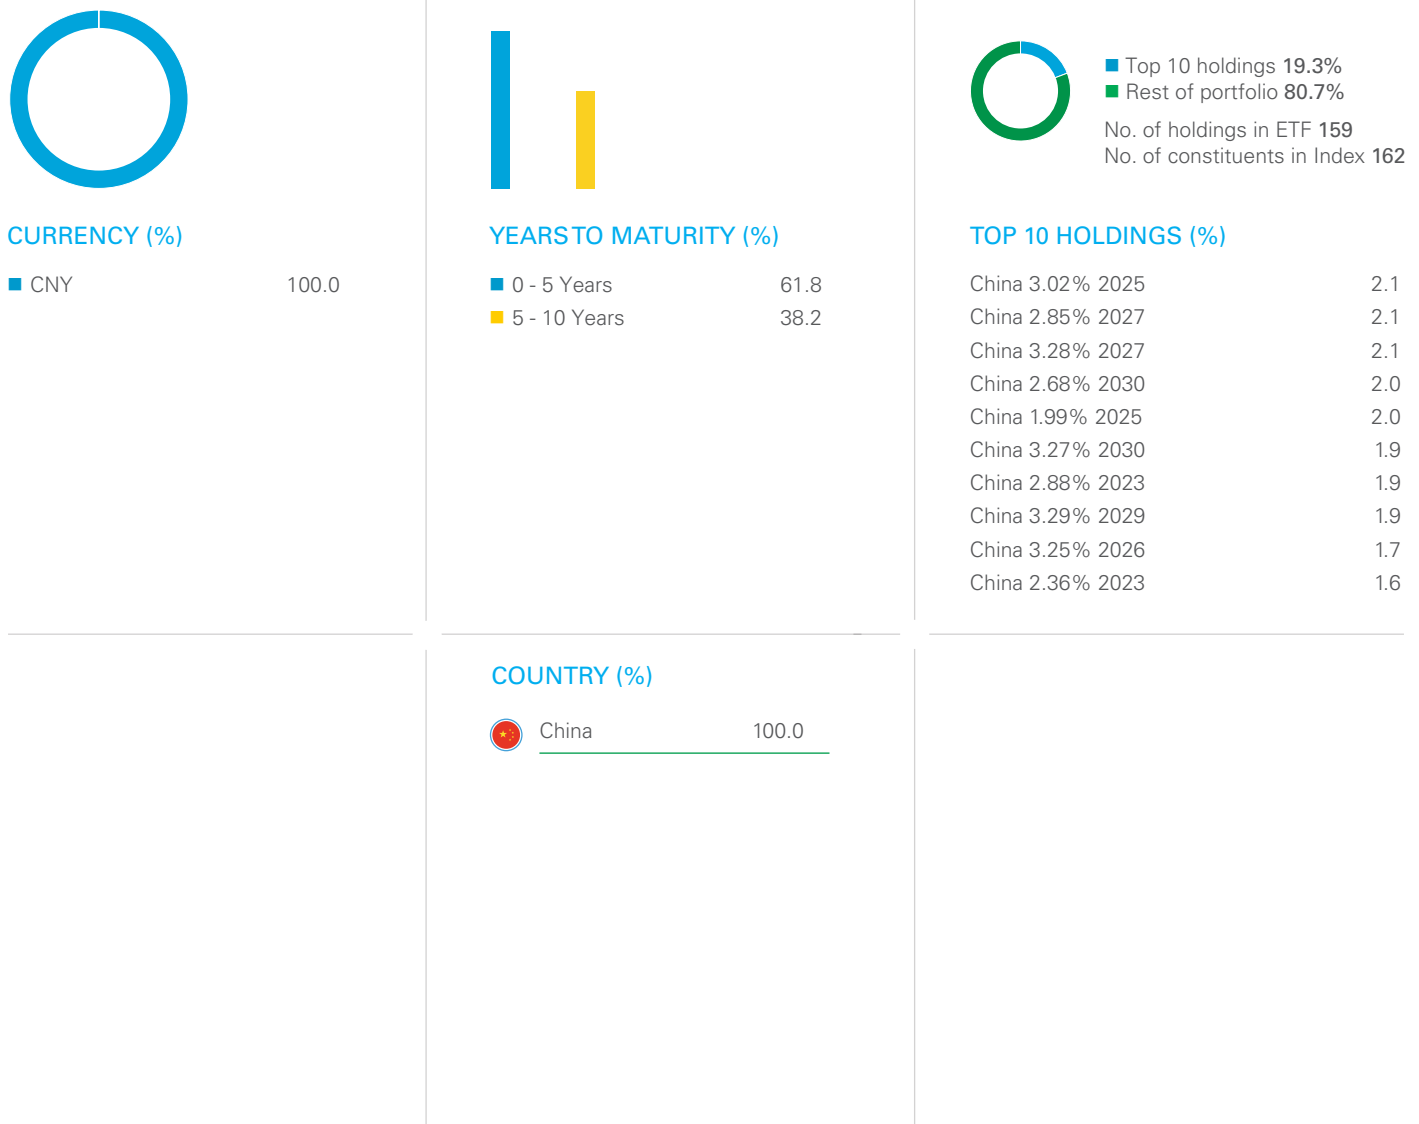 CURRENCY (%)
CNY 100.0
YEARS TO MATURITY (%)
0 - 5 Years 61.8
5 - 10 Years 38.2
Top 10 holdings 19.3%
Rest of portfolio 80.7%
No. of holdings in ETF 159
No. of constituents in Index 162
TOP 10 HOLDINGS (%)
China 3.02% 2025 2.1
China 2.85% 2027 2.1
China 3.28% 2027 2.1
China 2.68% 2030 2.0
China 1.99% 2025 2.0
China 3.27% 2030 1.9
China 2.88% 2023 1.9
China 3.29% 2029 1.9
China 3.25% 2026 1.7
China 2.36% 2023 1.6
COUNTRY (%)
China 100.0